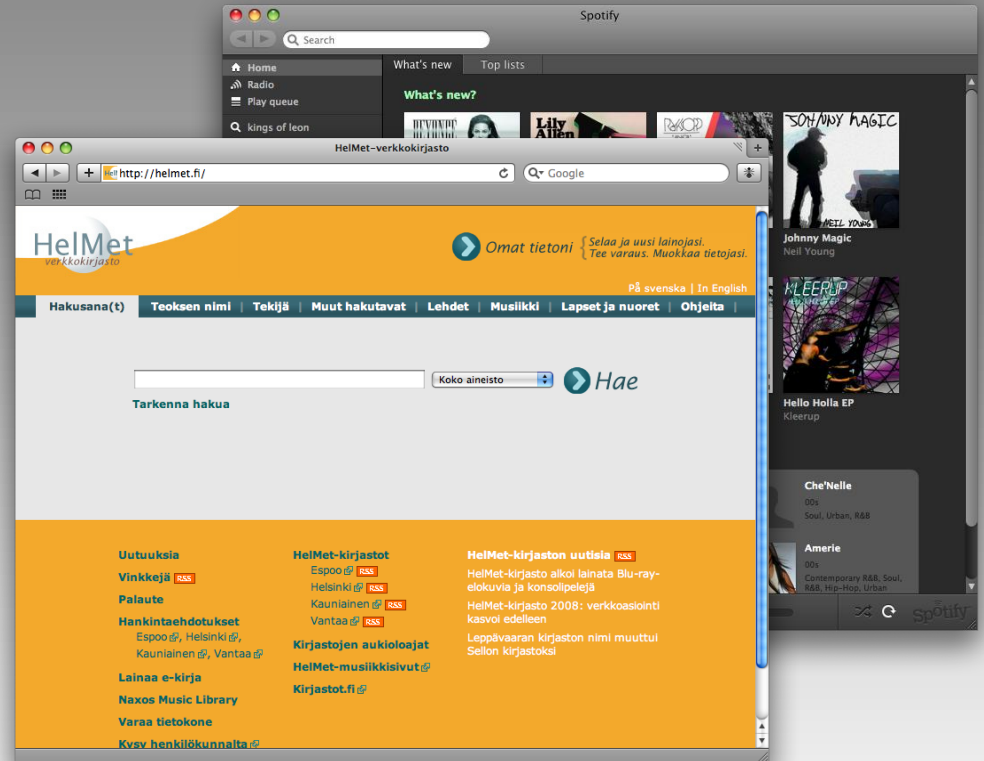 Spotify
Search
Home
Radio
Play queue
kings of leon
What's new
Top lists
What's new?
BEYONCE
Lily
Allen
JOHNNY MAGIC
NEIL YOUNG
Johnny Magic
Neil Young
KLEERUP
Hello Holla EP
Kleerup
Che'Nelle
00s
Soul, Urban, R&B
Amerie
00s
Contemporary R&B, Soul,
R&B, Hip-Hop, Urban
Spotify
HelMet-verkkokirjasto
http://helmet.fi/
Google
HelMet
verkkokirjasto
Omat tietoni { Selaa ja uusi lainojasi.
Tee varaus. Muokkaa tietojasi.
På svenska | In English
Hakusana(t) Teoksen nimi | Tekijä | Muut hakutavat | Lehdet | Musiikki | Lapset ja nuoret | Ohjeita |
Koko aineisto
Hae
Tarkenna hakua
Uutuuksia
Vinkkejä RSS
Palaute
Hankintaehdotukset
Espoo, Helsinki,
Kauniainen, Vantaa
Lainaa e-kirja
Naxos Music Library
Varaa tietokone
Kysy henkilökunnalta
HelMet-kirjastot
Espoo RSS
Helsinki RSS
Kauniainen RSS
Vantaa RSS
Kirjastojen aukioloajat
HelMet-musiikkisivut
Kirjastot.fi
HelMet-kirjaston uutisia RSS
HelMet-kirjasto alkoi lainata Blu-ray-
elokuvia ja konsolipelejä
HelMet-kirjasto 2008: verkkoasiointi
kasvoi edelleen
Leppävaaran kirjaston nimi muuttui
Sellon kirjastoksi